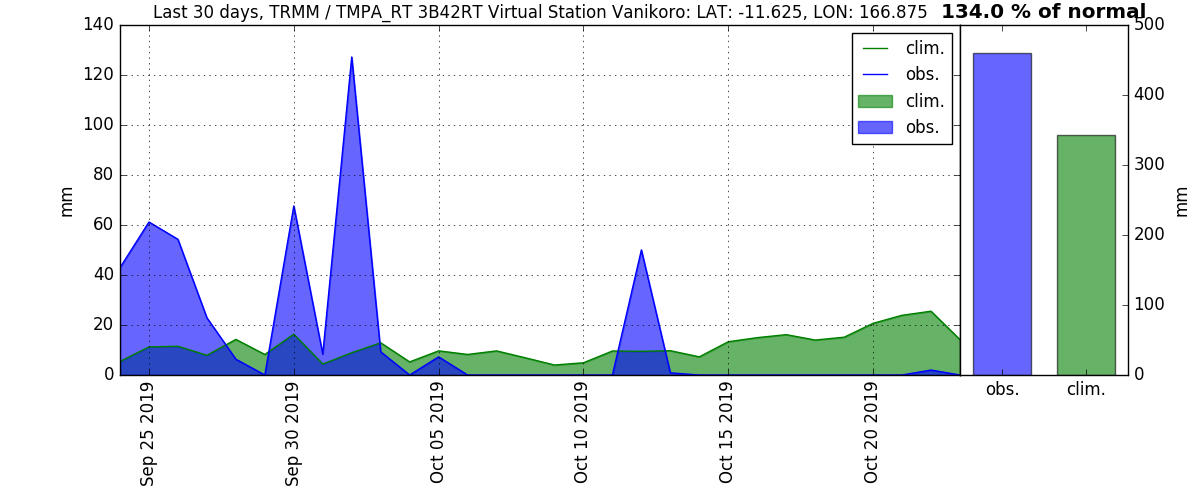 Last 30 days, TRMM / TMPA_RT 3B42RT Virtual Station Vanikoro: LAT: -11.625, LON: 166.875 134.0 % of normal
140
120
100
80
60
40
20
0
mm
Sep 25 2019
Sep 30 2019
Oct 05 2019
Oct 10 2019
Oct 15 2019
Oct 20 2019
clim.
obs.
clim.
obs.
500
400
300
200
100
0
mm
obs. clim.